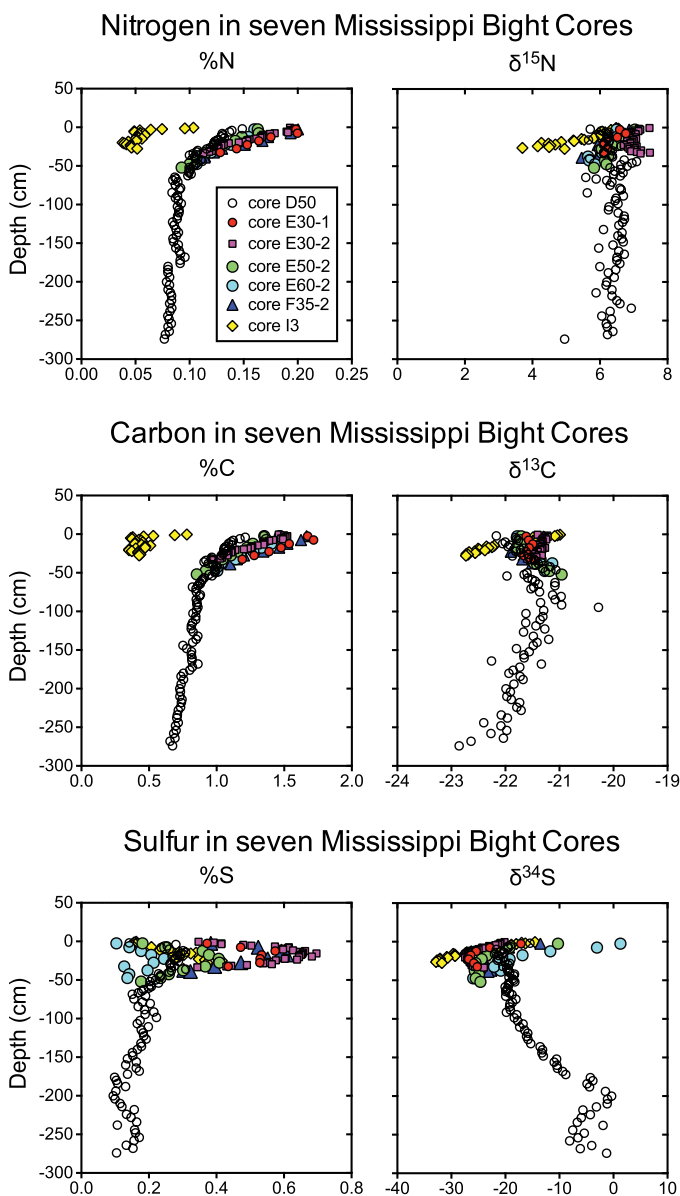 Nitrogen in seven Mississippi Bight Cores
%N
δ¹⁵N
50
0
-50
-100
-150
-200
-250
-300
Depth (cm)
core D50
core E30-1
core E30-2
core E50-2
core E60-2
core F35-2
core I3
0.00 0.05 0.10 0.15 0.20 0.25
0 2 4 6 8
Carbon in seven Mississippi Bight Cores
%C
δ¹³C
50
0
-50
-100
-150
-200
-250
-300
Depth (cm)
0.0 0.5 1.0 1.5 2.0
-24 -23 -22 -21 -20 -19
Sulfur in seven Mississippi Bight Cores
%S
δ³⁴S
50
0
-50
-100
-150
-200
-250
-300
Depth (cm)
0.0 0.2 0.4 0.6 0.8
-40 -30 -20 -10 0 10